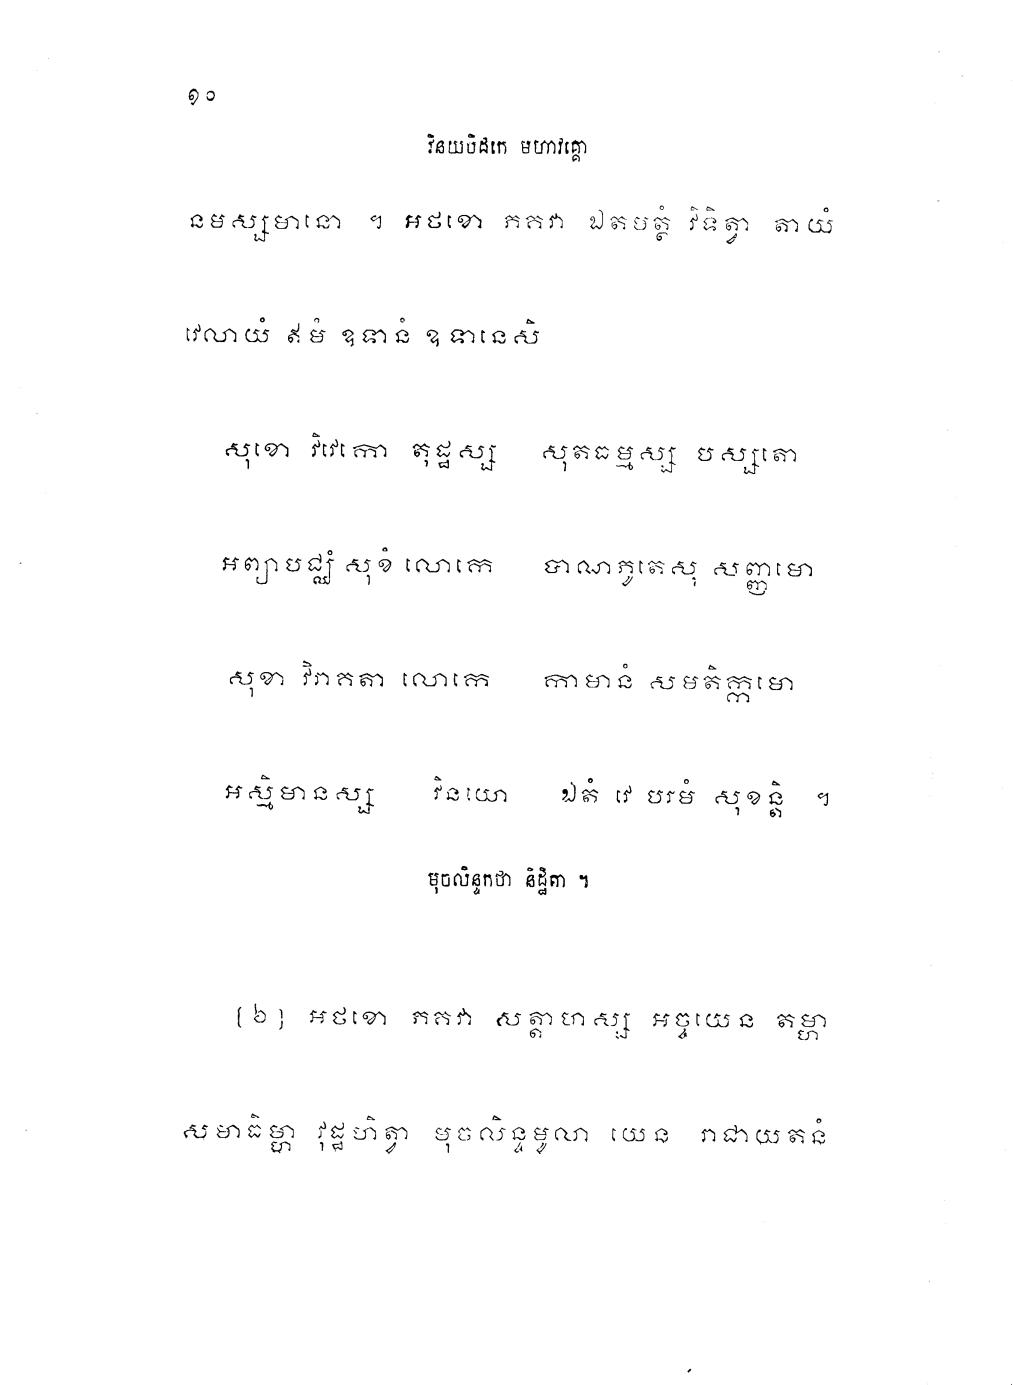 ១០
វិនយបិដកេ មហាវគ្គោ
នមស្សមានោ ។ អថខោ ភគវា ឯតមត្ថំ វិទិត្វា តាយំ
វេលាយំ ឥមំ ឧទានំ ឧទានេសិ
សុខោ វិវេកោ តុដ្ឋស្ស សុតធម្មស្ស បស្សតោ
អព្យាបជ្ឈំ សុខំ លោកេ បាណភូតេសុ សញ្ញមោ
សុខា វិរាគតា លោកេ កាមានំ សមតិក្កមោ
អស្មិមានស្ស វិនយោ ឯតំ វេ បរមំ សុខន្តិ ។
មុចលិន្ទកថា និដ្ឋិតា ។
[៦] អថខោ ភគវា សត្តាហស្ស អច្ចយេន តម្ហា
សមាធិម្ហា វុដ្ឋហិត្វា មុចលិន្ទមូលា យេន រាជាយតនំ